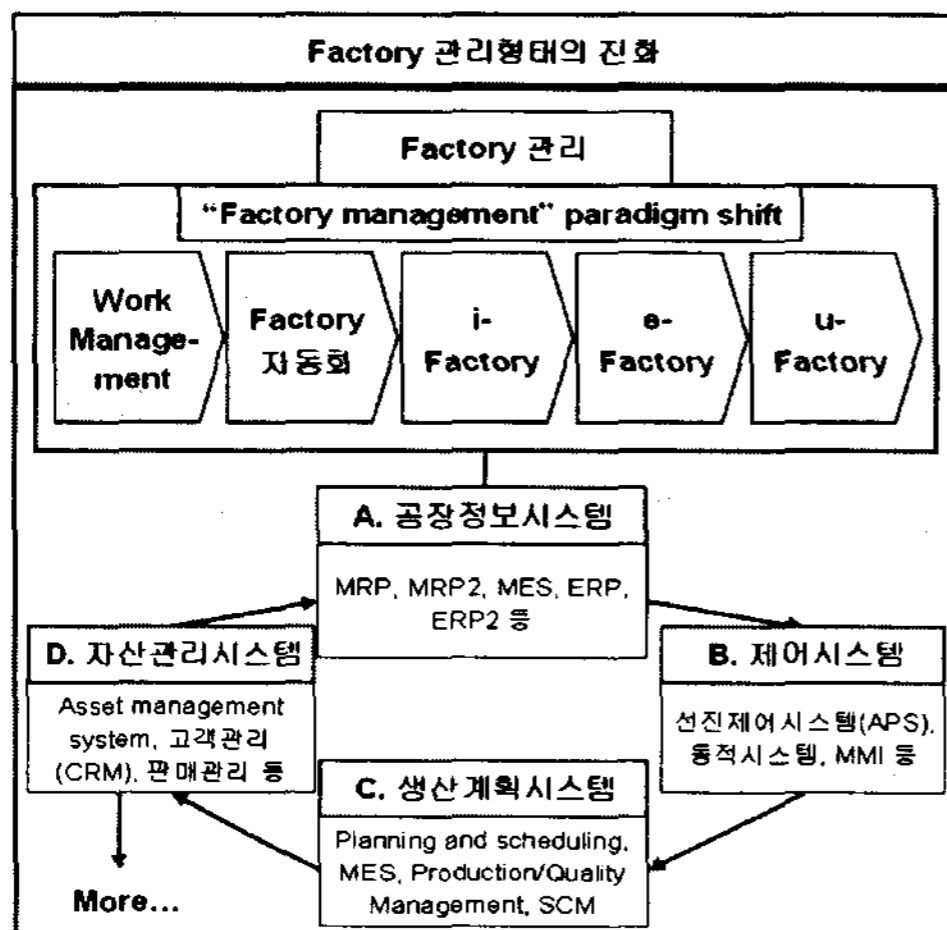 Factory 관리형태의 진화
Factory 관리
“Factory management” paradigm shift
Work
Manage-
ment
Factory
자동화
i-
Factory
e-
Factory
u-
Factory
A. 공장정보시스템
MRP, MRP2, MES, ERP,
ERP2 등
D. 자산관리시스템
Asset management
system, 고객관리
(CRM), 판매관리 등
B. 제어시스템
선진제어시스템(APS),
동적시스템, MMI 등
C. 생산계획시스템
Planning and scheduling,
MES, Production/Quality
Management, SCM
More...